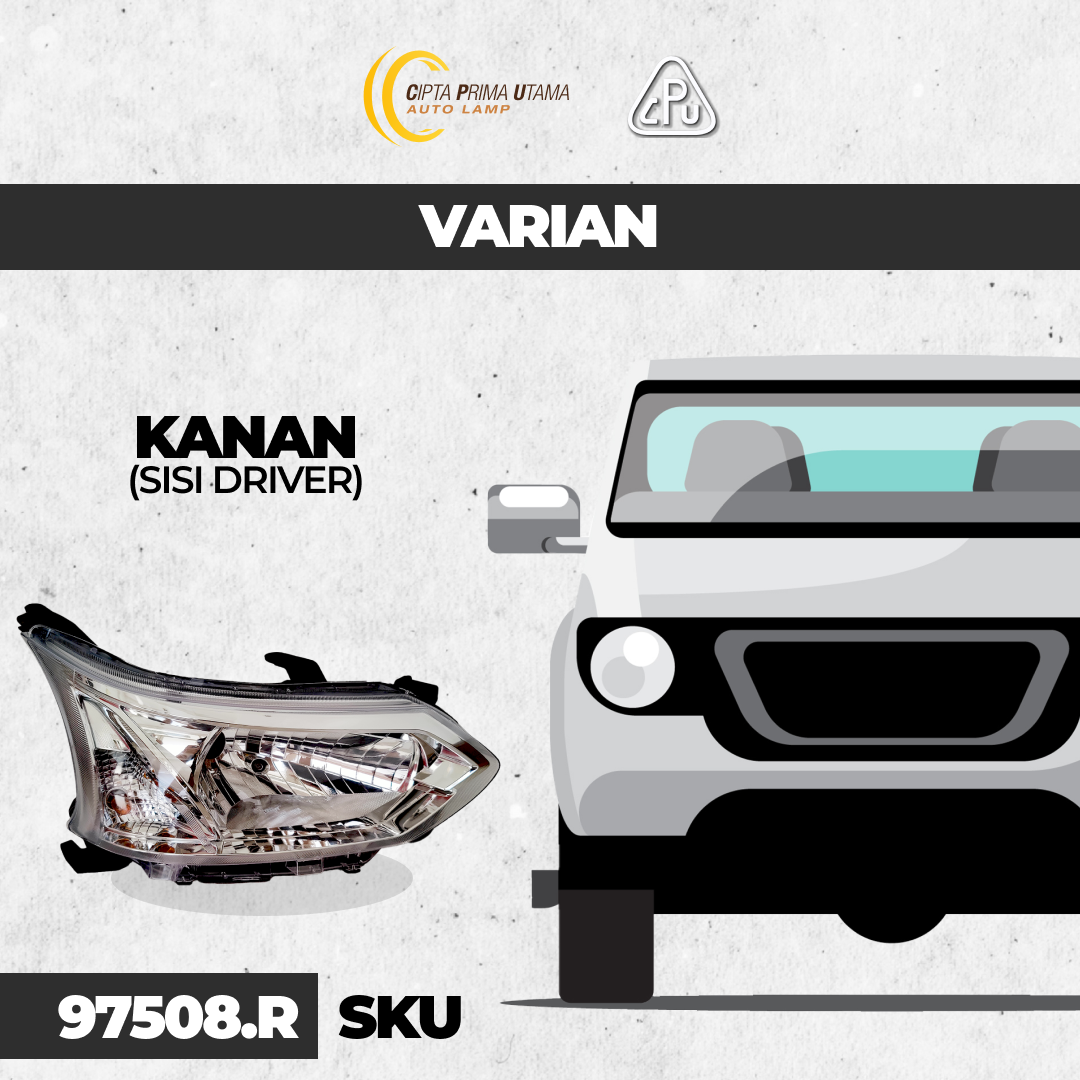 CIPTA PRIMA UTAMA
AUTO LAMP
CPU
VARIAN
KANAN
(SISI DRIVER)
97508.R SKU